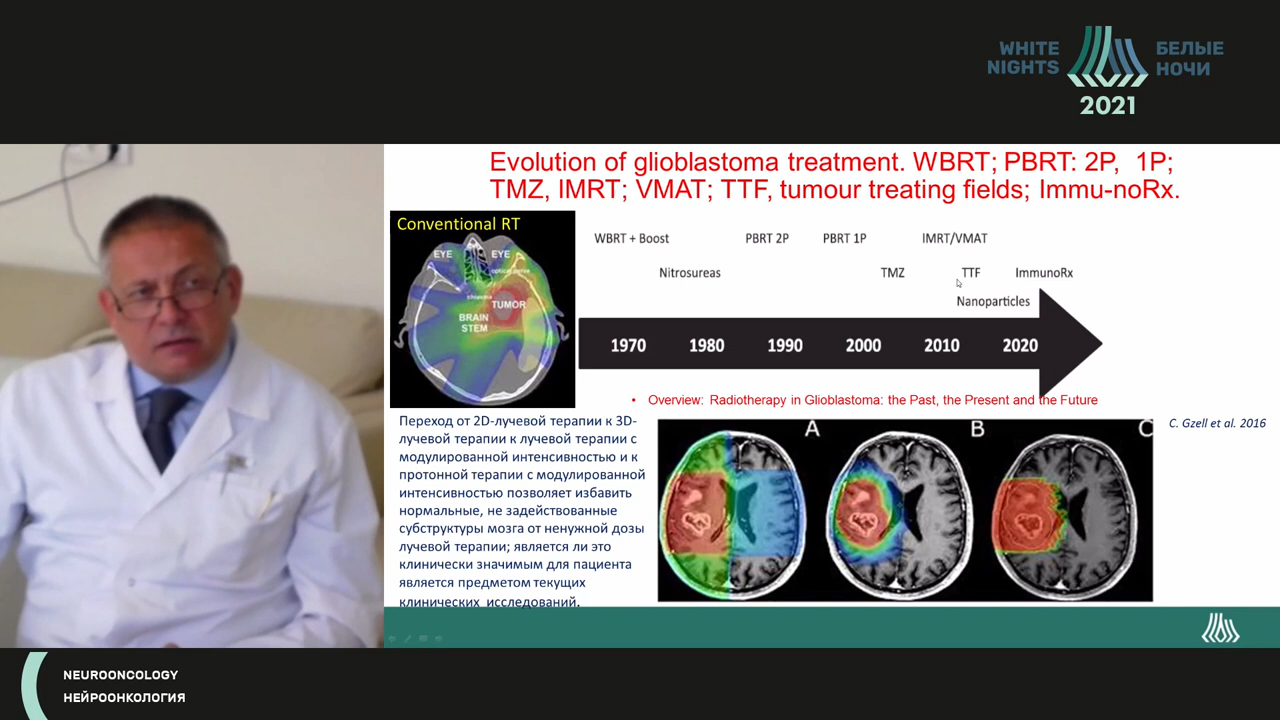 WHITE
NIGHTS
БЕЛЫЕ
НОЧИ
2021
Evolution of glioblastoma treatment. WBRT; PBRT: 2P, 1P;
TMZ, IMRT; VMAT; TTF, tumour treating fields; Immu-noRx.
Conventional RT
EYE
EYE
optical nerve
chiasma
TUMOR
BRAIN
STEM
WBRT + Boost
PBRT 2P
PBRT 1P
IMRT/VMAT
Nitrosureas
TMZ
TTF
ImmunoRx
Nanoparticles
1970
1980
1990
2000
2010
2020
• Overview: Radiotherapy in Glioblastoma: the Past, the Present and the Future
Переход от 2D-лучевой терапии к 3D-
лучевой терапии к лучевой терапии с
модулированной интенсивностью и к
протонной терапии с модулированной
интенсивностью позволяет избавить
нормальные, не задействованные
субструктуры мозга от ненужной дозы
лучевой терапии; является ли это
клинически значимым для пациента
является предметом текущих
клинических исследований.
A
B
C
C. Gzell et al. 2016
NEUROONCOLOGY
НЕЙРООНКОЛОГИЯ